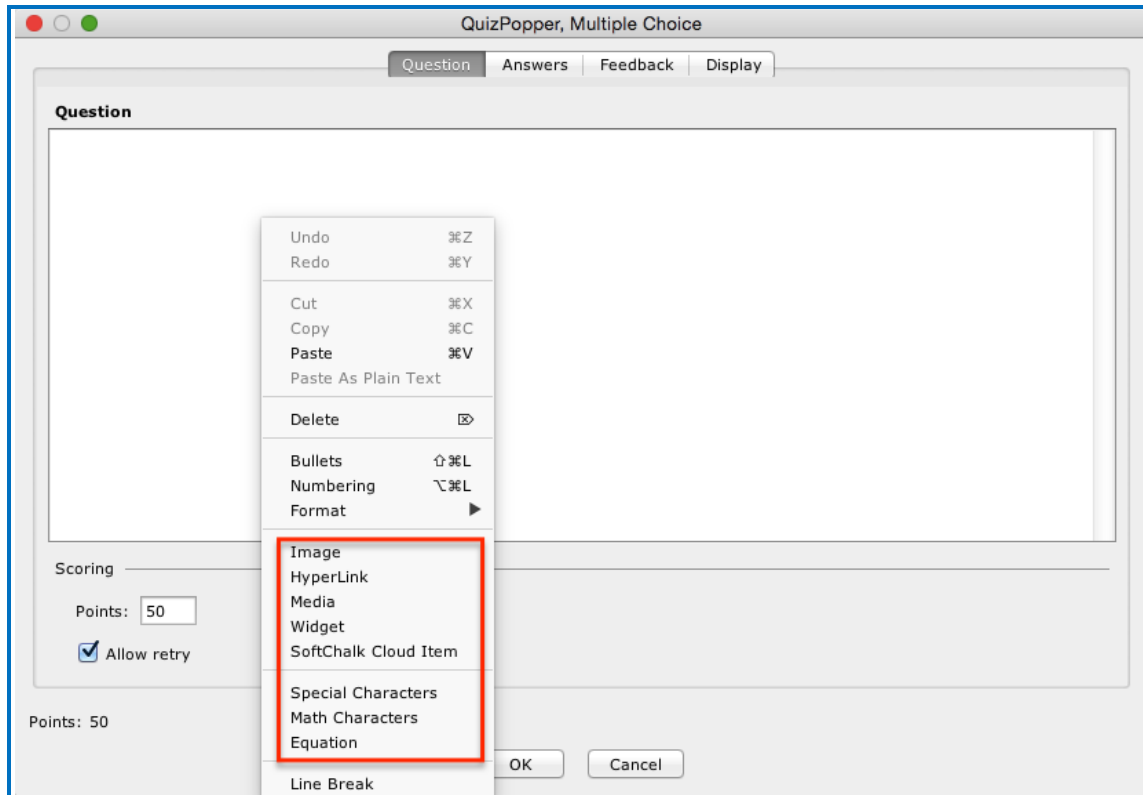 QuizPopper, Multiple Choice
Question Answers Feedback Display
Question
Undo ⌘Z
Redo ⌘Y
Cut ⌘X
Copy ⌘C
Paste ⌘V
Paste As Plain Text
Delete ⌦
Bullets ⇧⌘L
Numbering ⌥⌘L
Format ▶
Image
HyperLink
Media
Widget
SoftChalk Cloud Item
Special Characters
Math Characters
Equation
Line Break
Scoring
Points: 50
Allow retry
Points: 50
OK Cancel